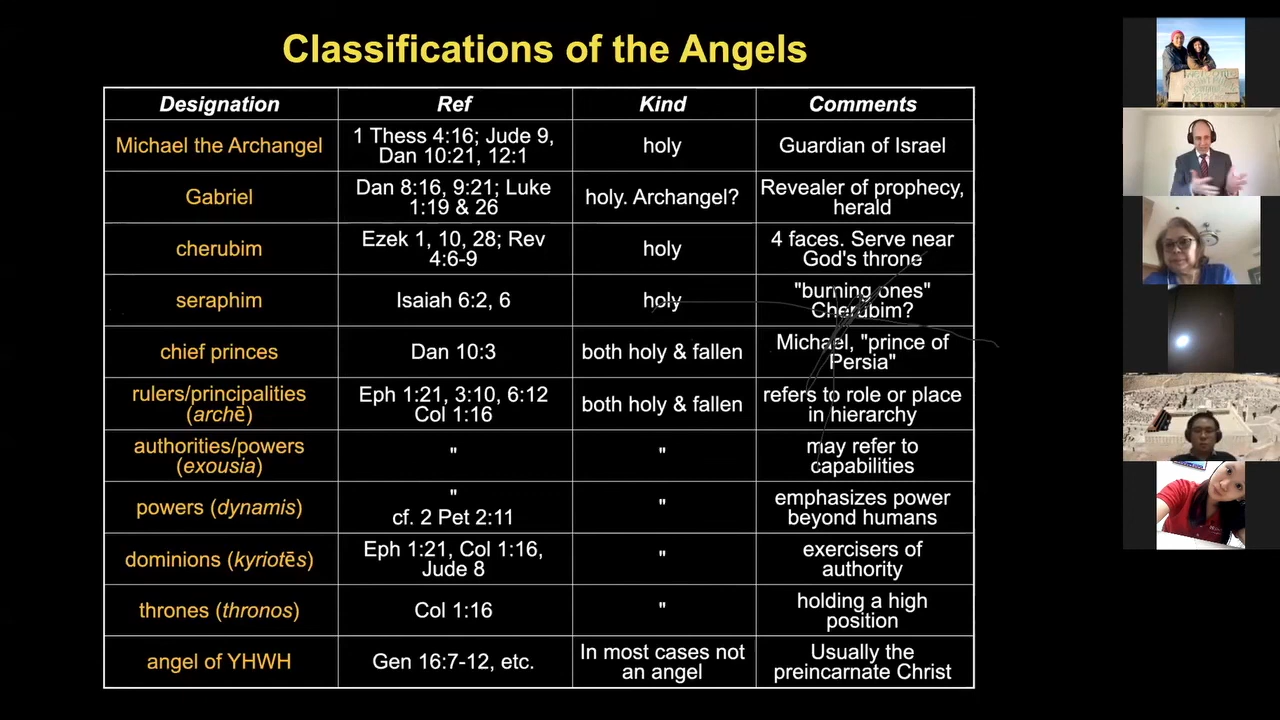 Classifications of the Angels
Designation Ref Kind Comments
Michael the Archangel
1 Thess 4:16; Jude 9,
Dan 10:21, 12:1
holy
Guardian of Israel
Gabriel
Dan 8:16, 9:21; Luke
1:19 & 26
holy. Archangel?
Revealer of prophecy,
herald
cherubim
Ezek 1, 10, 28; Rev
4:6-9
holy
4 faces. Serve near
God's throne
seraphim
Isaiah 6:2, 6
holy
"burning ones"
Cherubim?
chief princes
Dan 10:3
both holy & fallen
Michael, "prince of
Persia"
rulers/principalities
(archē)
Eph 1:21, 3:10, 6:12
Col 1:16
both holy & fallen
refers to role or place
in hierarchy
authorities/powers
(exousia)
"
"
may refer to
capabilities
powers (dynamis)
"
cf. 2 Pet 2:11
"
emphasizes power
beyond humans
dominions (kyriotēs)
Eph 1:21, Col 1:16,
Jude 8
"
exercisers of
authority
thrones (thronos)
Col 1:16
"
holding a high
position
angel of YHWH
Gen 16:7-12, etc.
In most cases not
an angel
Usually the
preincarnate Christ